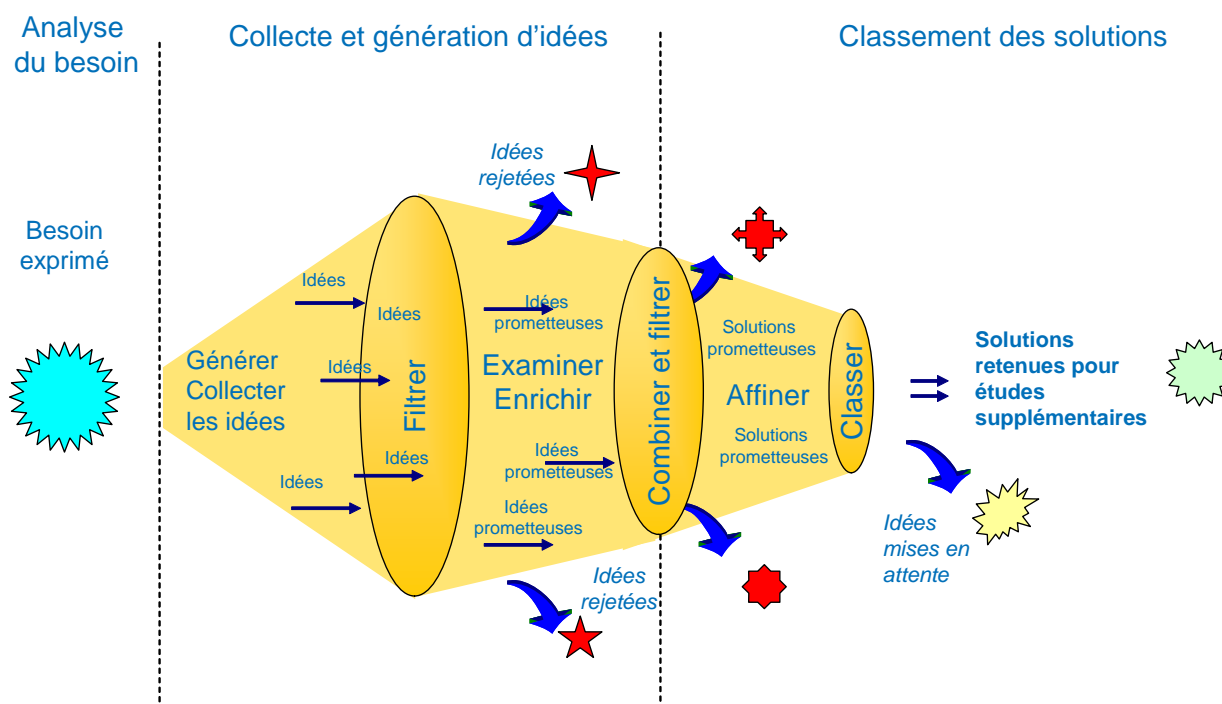 Analyse
du besoin
Collecte et génération d'idées
Classement des solutions
Besoin
exprimé
Idées
rejetées
Idées
Idées
Idées
Idées
Idées
Générer
Collecter
les idées
Filtrer
Idées
prometteuses
Examiner
Enrichir
Idées
prometteuses
Idées
prometteuses
Idées
rejetées
Combiner et filtrer
Solutions
prometteuses
Affiner
Solutions
prometteuses
Classer
Solutions
retenues pour
études
supplémentaires
Idées
mises en
attente